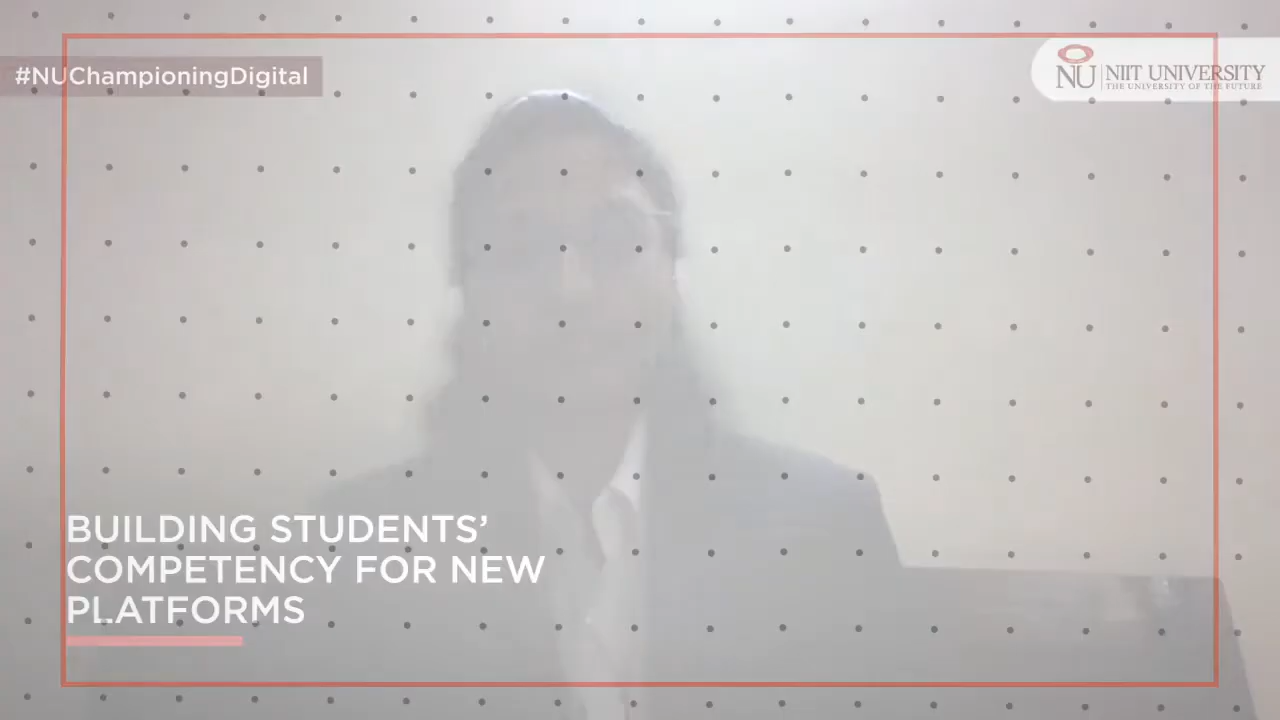 #NUChampioningDigital
NU NIIT UNIVERSITY
THE UNIVERSITY OF THE FUTURE
BUILDING STUDENTS’
COMPETENCY FOR NEW
PLATFORMS